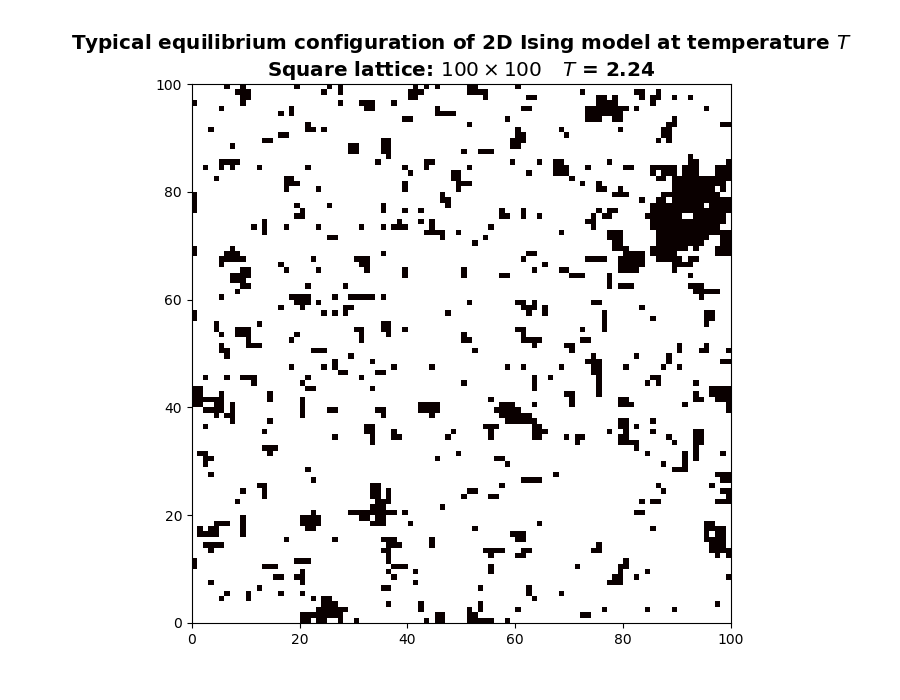 Typical equilibrium configuration of 2D Ising model at temperature T
Square lattice: 100 × 100 T = 2.24
100
80
60
40
20
0
0 20 40 60 80 100